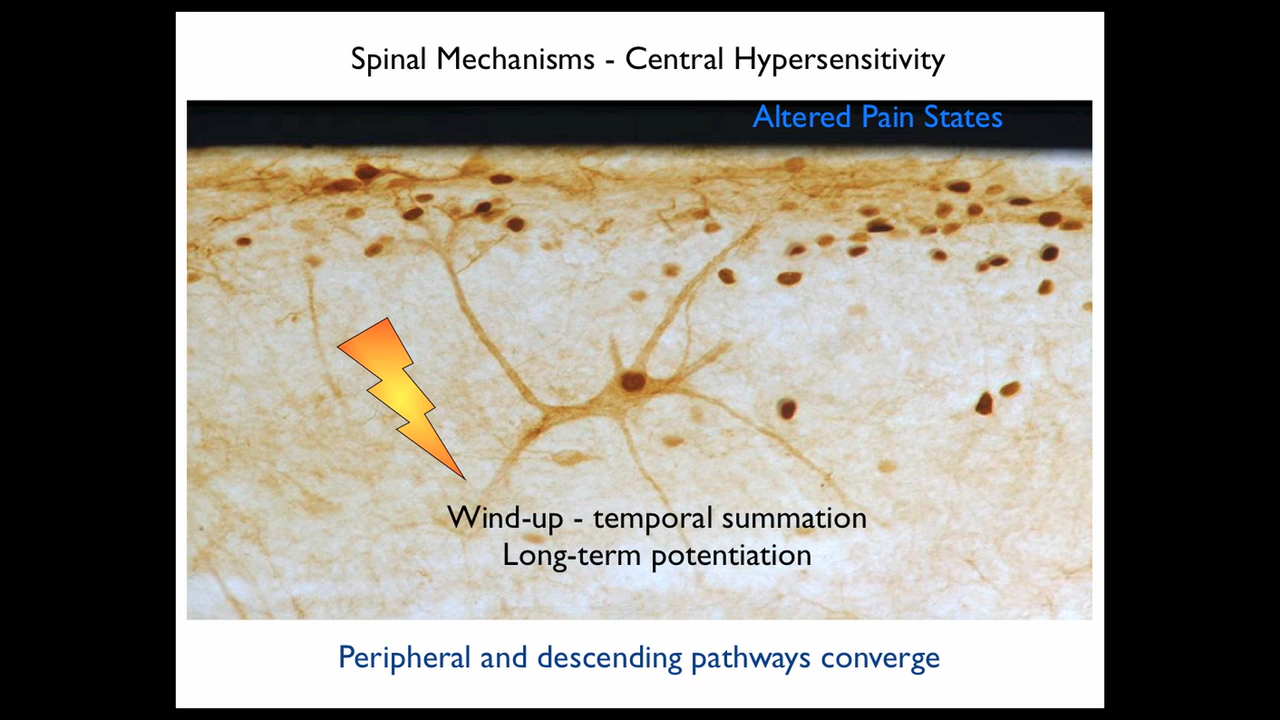 Spinal Mechanisms - Central Hypersensitivity
Altered Pain States
Wind-up - temporal summation
Long-term potentiation
Peripheral and descending pathways converge